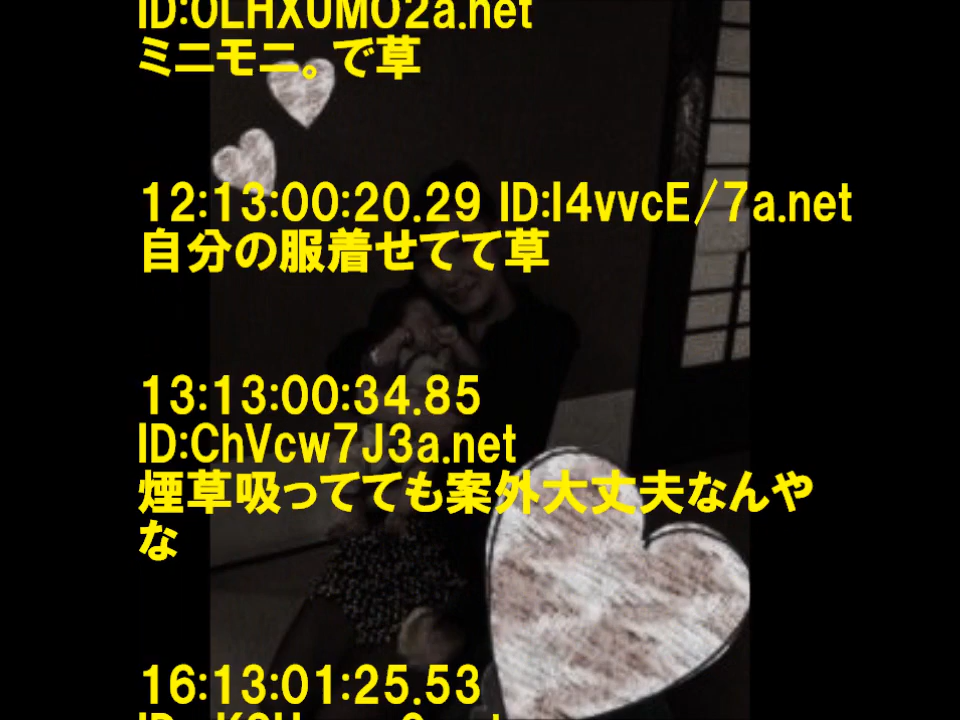 ID:OLHXUMO2a.net
ミニモニ。で草
12:13:00:20.29 ID:I4vvcE/7a.net
自分の服着せてて草
13:13:00:34.85
ID:ChVcw7J3a.net
煙草吸ってても案外大丈夫なんや
な
16:13:01:25.53